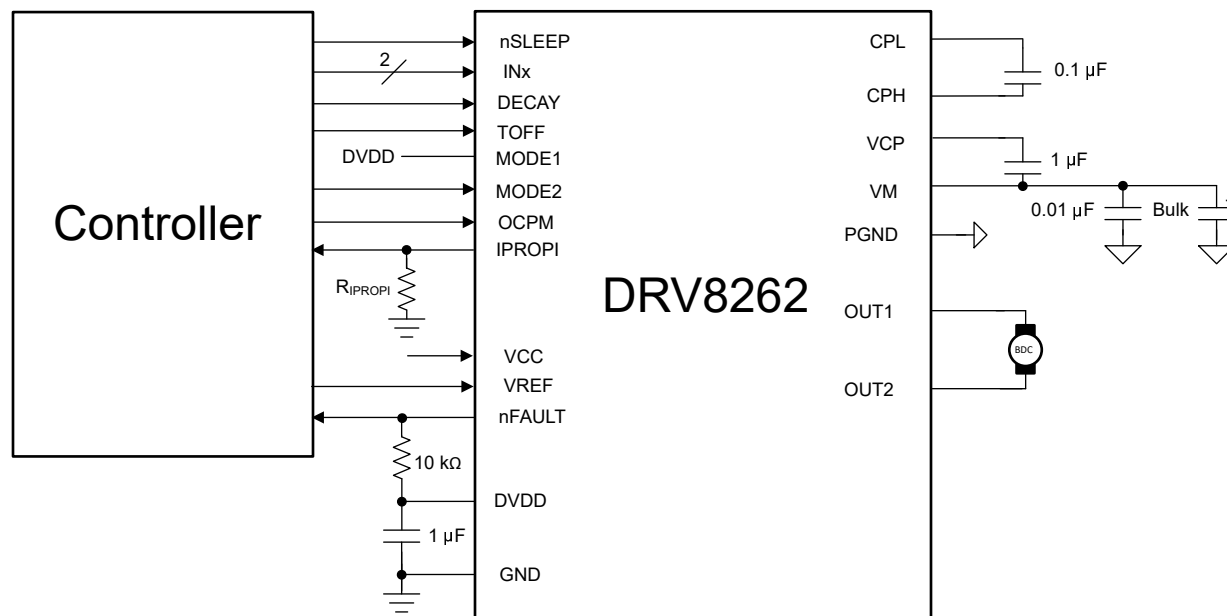 Controller
DRV8262
nSLEEP
2
INx
DECAY
TOFF
DVDD
MODE1
MODE2
OCPM
IPROPI
RIPROPI
VCC
VREF
nFAULT
10 kΩ
DVDD
1 µF
GND
CPL
0.1 µF
CPH
VCP
1 µF
VM
0.01 µF
Bulk
+
PGND
OUT1
BDC
OUT2